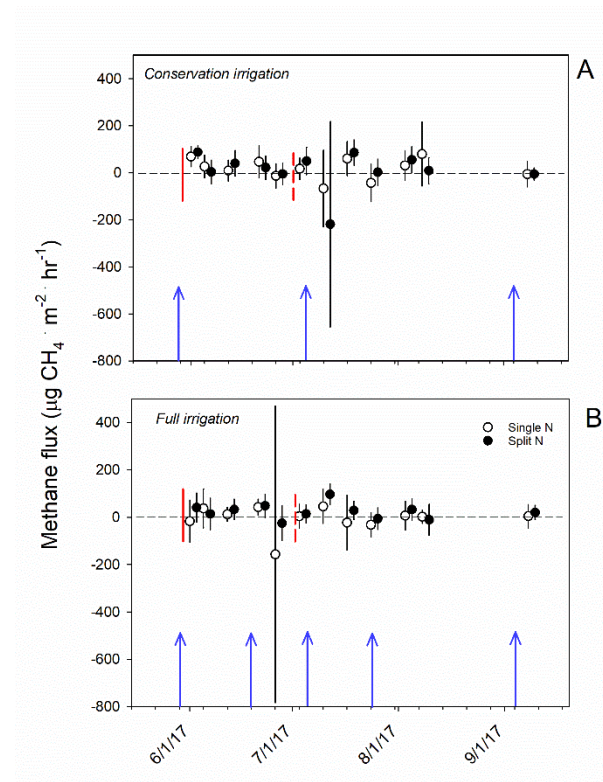 A
Conservation irrigation
400
200
0
-200
-400
-600
-800
Methane flux (µg CH₄ · m⁻² · hr⁻¹)
B
Full irrigation
Single N
Split N
400
200
0
-200
-400
-600
-800
6/1/17
7/1/17
8/1/17
9/1/17